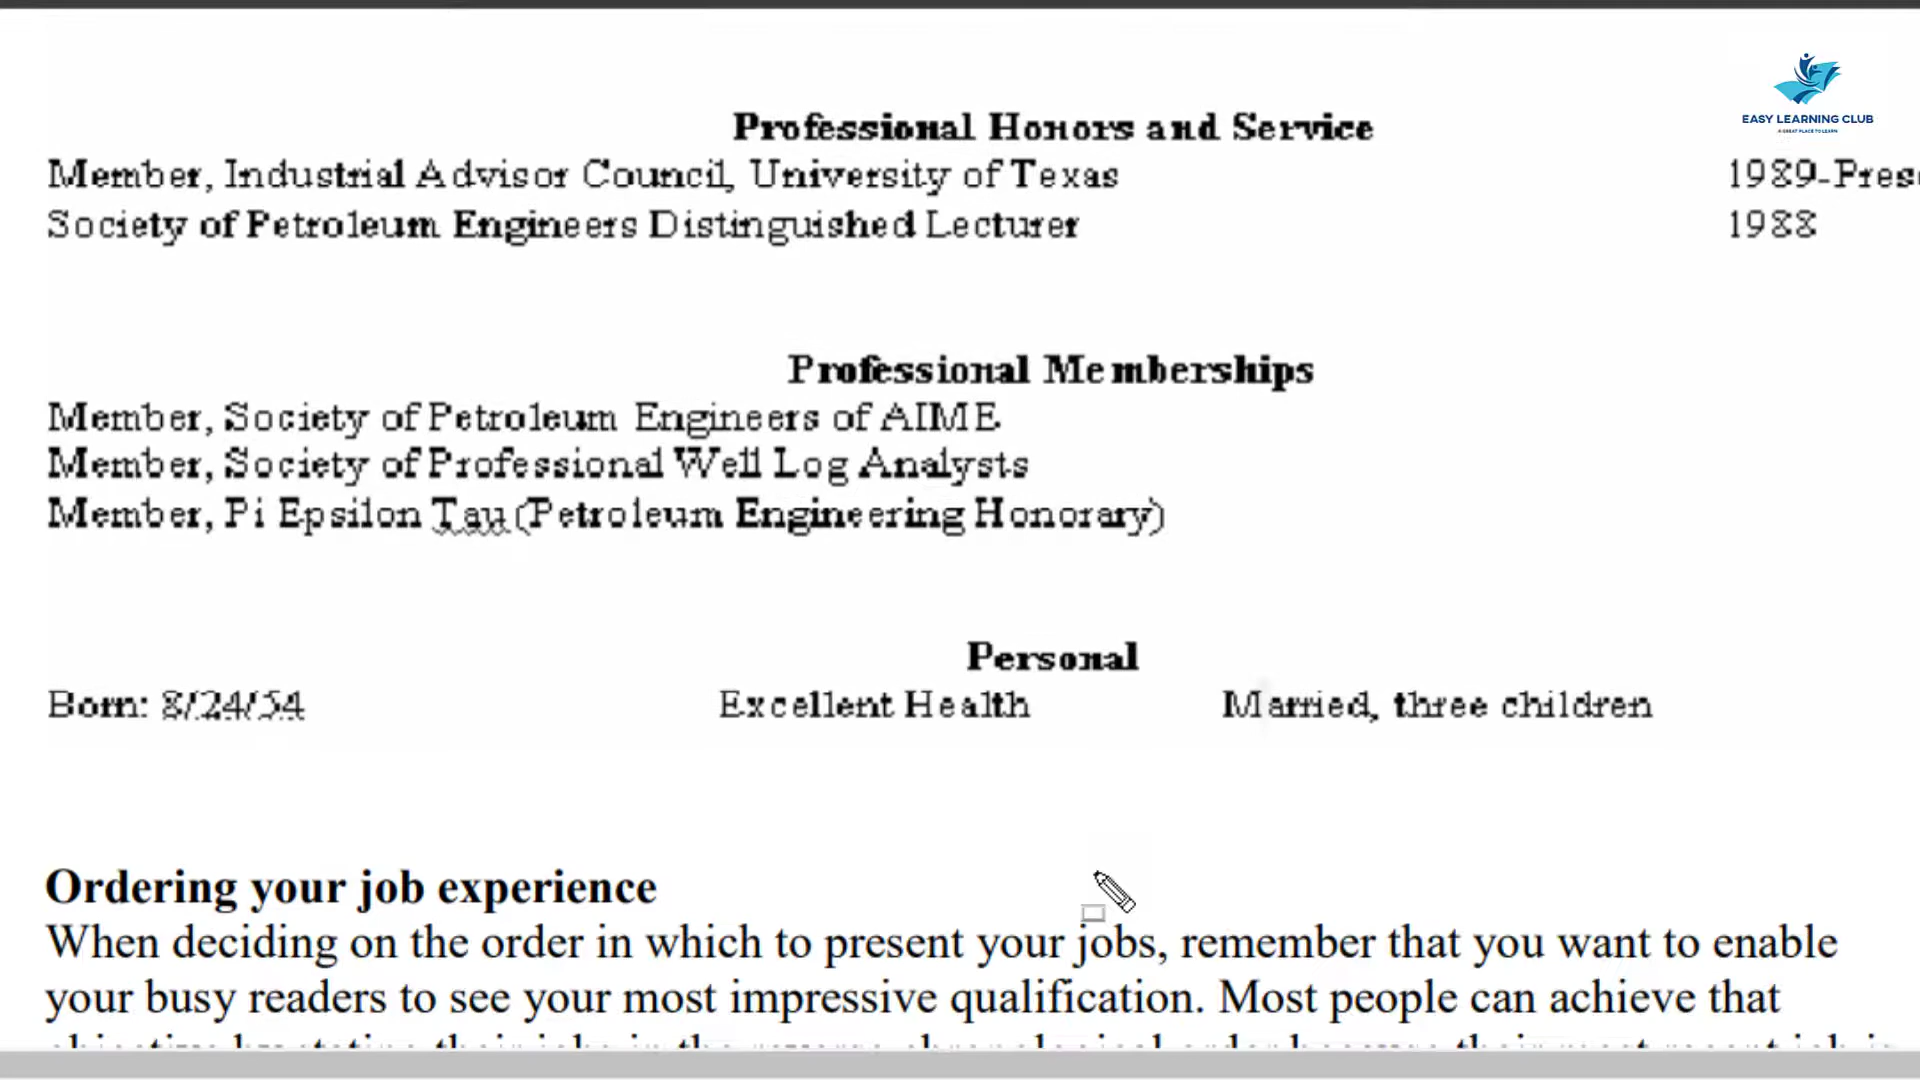 EASY LEARNING CLUB
A GREAT PLACE TO LEARN
Professional Honors and Service
Member, Industrial Advisor Council, University of Texas 1989-Pres
Society of Petroleum Engineers Distinguished Lecturer 1988
Professional Memberships
Member, Society of Petroleum Engineers of AIME
Member, Society of Professional Well Log Analysts
Member, Pi Epsilon Tau (Petroleum Engineering Honorary)
Personal
Born: 8/24/54 Excellent Health Married, three children
Ordering your job experience
When deciding on the order in which to present your jobs, remember that you want to enable
your busy readers to see your most impressive qualification. Most people can achieve that